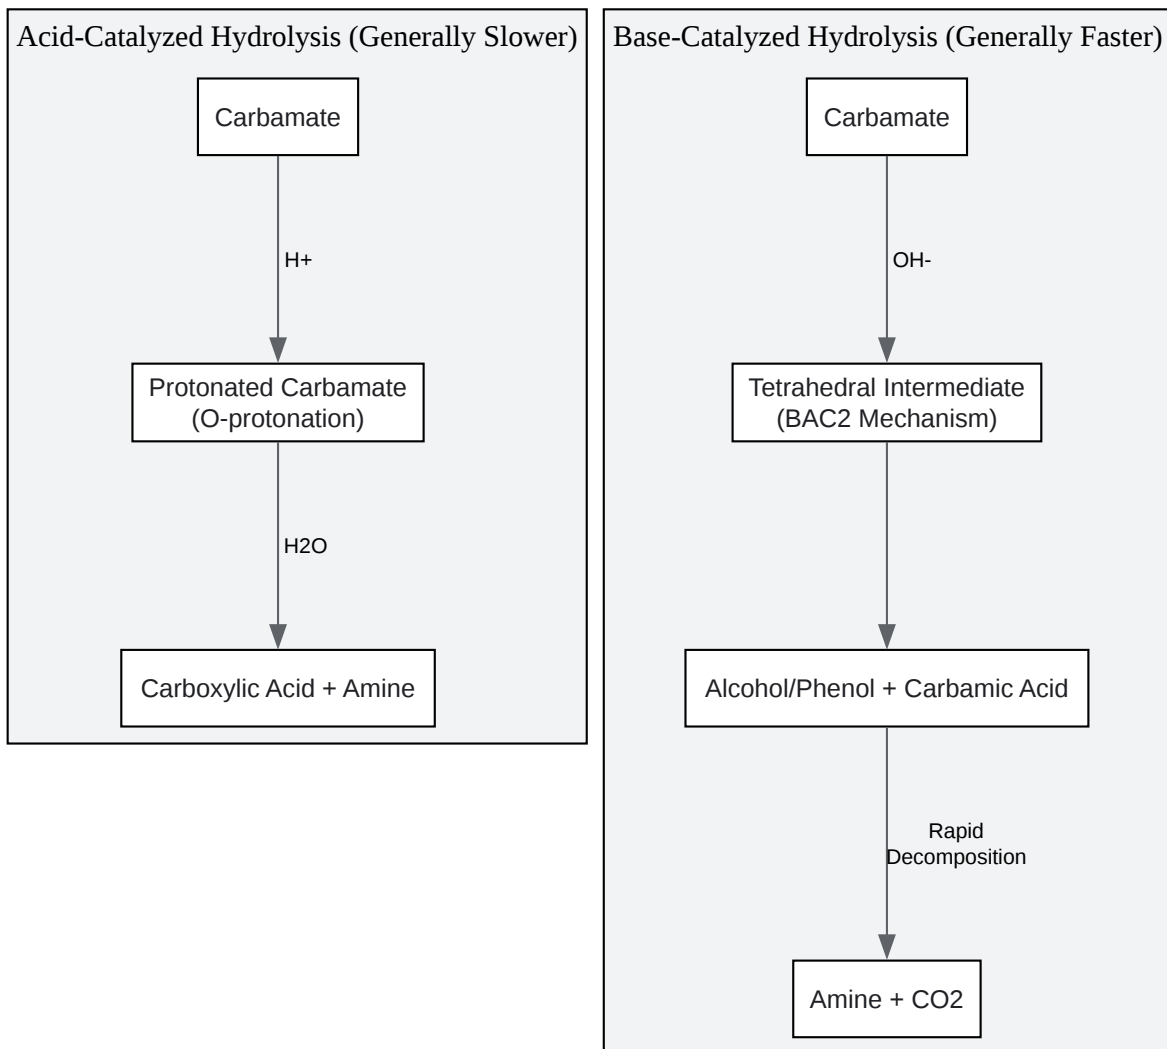 Acid-Catalyzed Hydrolysis (Generally Slower)
Carbamate
H+
Protonated Carbamate
(O-protonation)
H2O
Carboxylic Acid + Amine
Base-Catalyzed Hydrolysis (Generally Faster)
Carbamate
OH-
Tetrahedral Intermediate
(BAC2 Mechanism)
Alcohol/Phenol + Carbamic Acid
Rapid
Decomposition
Amine + CO2